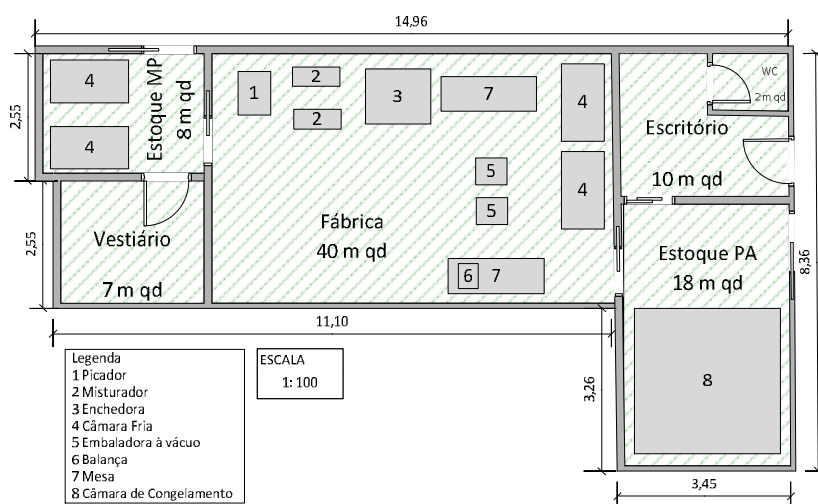 14,96
2,55
4
4
Estoque MP
8 m qd
1
2
2
3
7
4
4
5
5
6
7
Fábrica
40 m qd
WC
2m qd
Escritório
10 m qd
Vestiário
7 m qd
2,55
Estoque PA
18 m qd
8
8,36
11,10
3,26
3,45
Legenda
1 Picador
2 Misturador
3 Enchedora
4 Câmara Fria
5 Embaladora à vácuo
6 Balança
7 Mesa
8 Câmara de Congelamento
ESCALA
1: 100